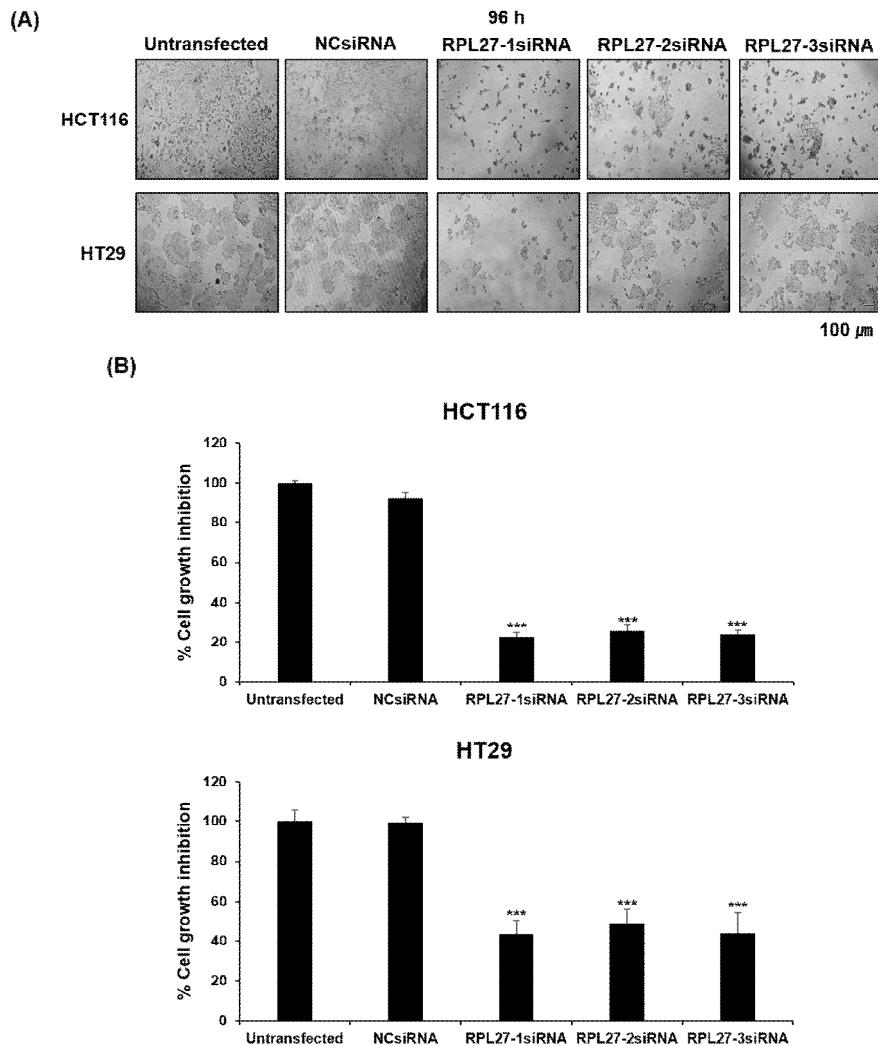 (A)
96 h
Untransfected NCsiRNA RPL27-1siRNA RPL27-2siRNA RPL27-3siRNA
HCT116
HT29
100 ㎛
(B)
HCT116
% Cell growth inhibition
120
100
80
60
40
20
0
*** *** ***
Untransfected NCsiRNA RPL27-1siRNA RPL27-2siRNA RPL27-3siRNA
HT29
% Cell growth inhibition
120
100
80
60
40
20
0
*** *** ***
Untransfected NCsiRNA RPL27-1siRNA RPL27-2siRNA RPL27-3siRNA